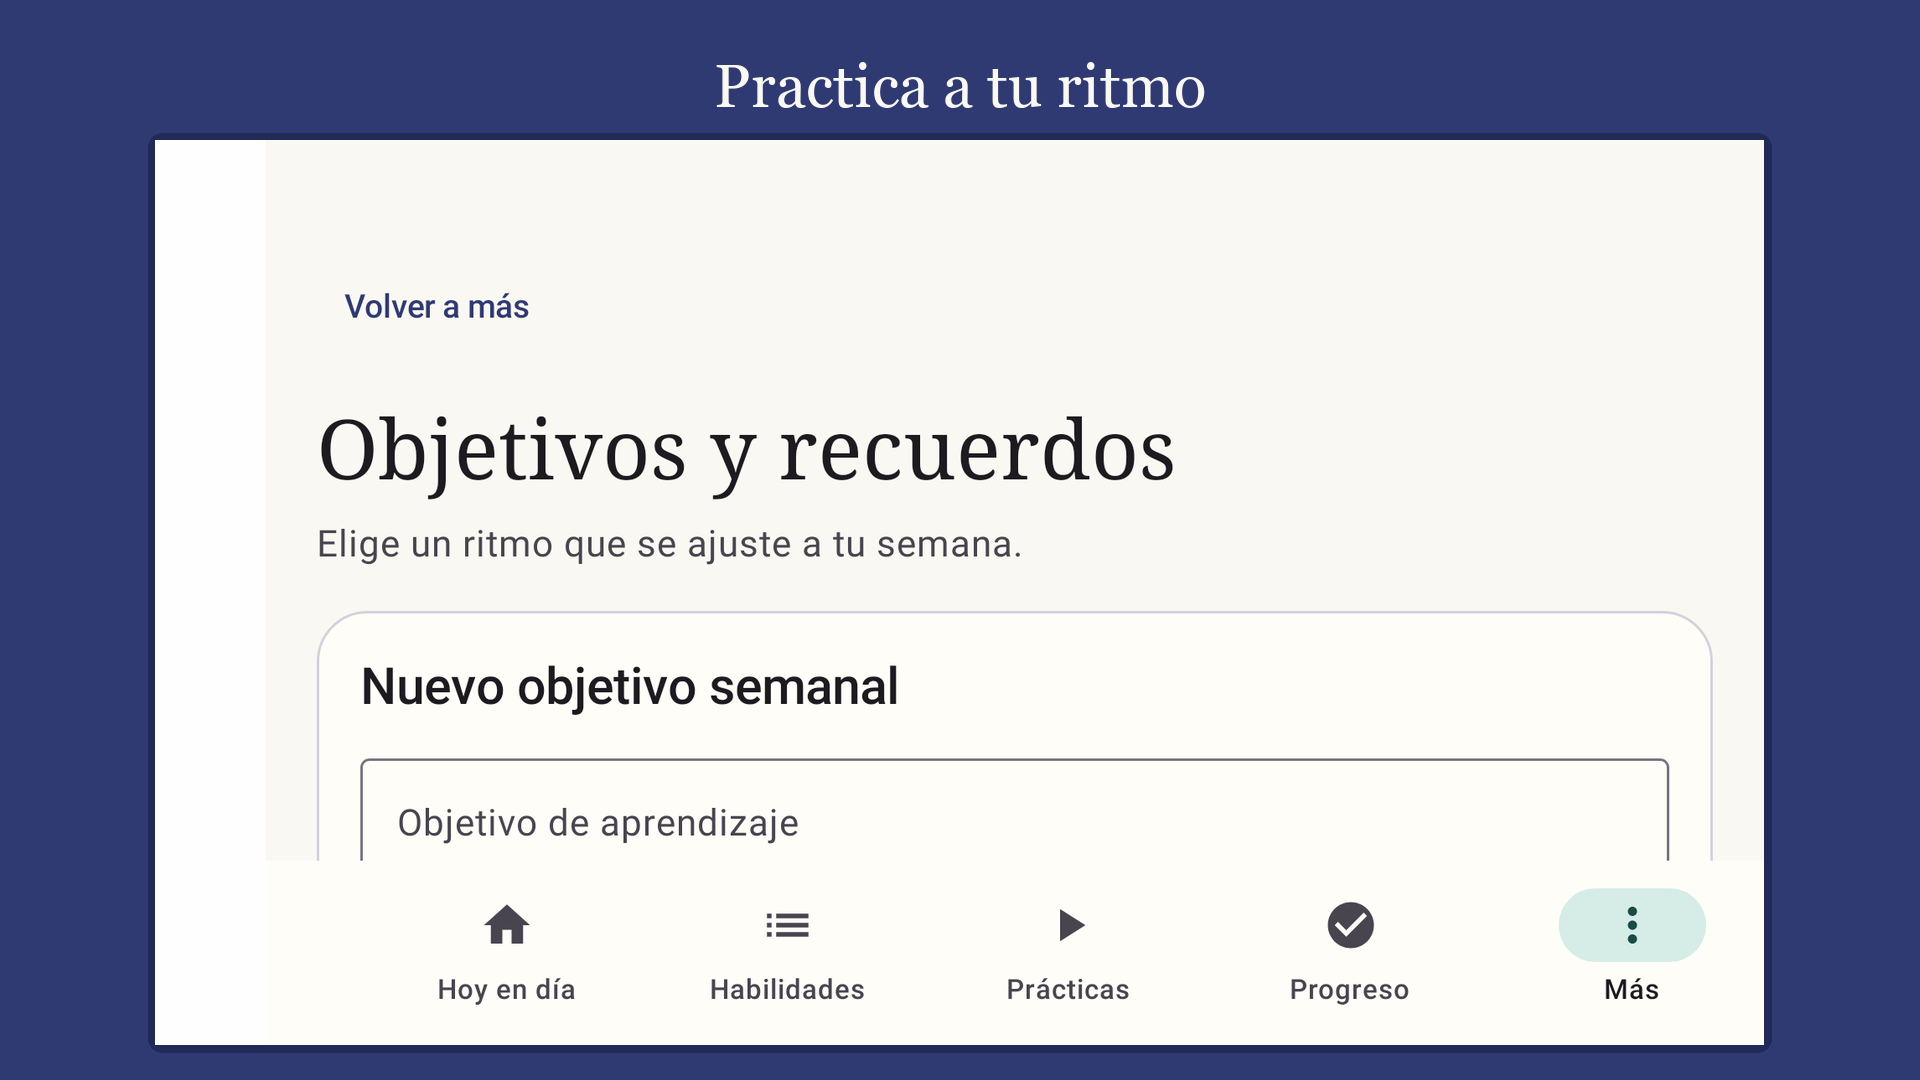 Practica a tu ritmo
Volver a más
Objetivos y recuerdos
Elige un ritmo que se ajuste a tu semana.
Nuevo objetivo semanal
Objetivo de aprendizaje
Hoy en día
Habilidades
Prácticas
Progreso
Más